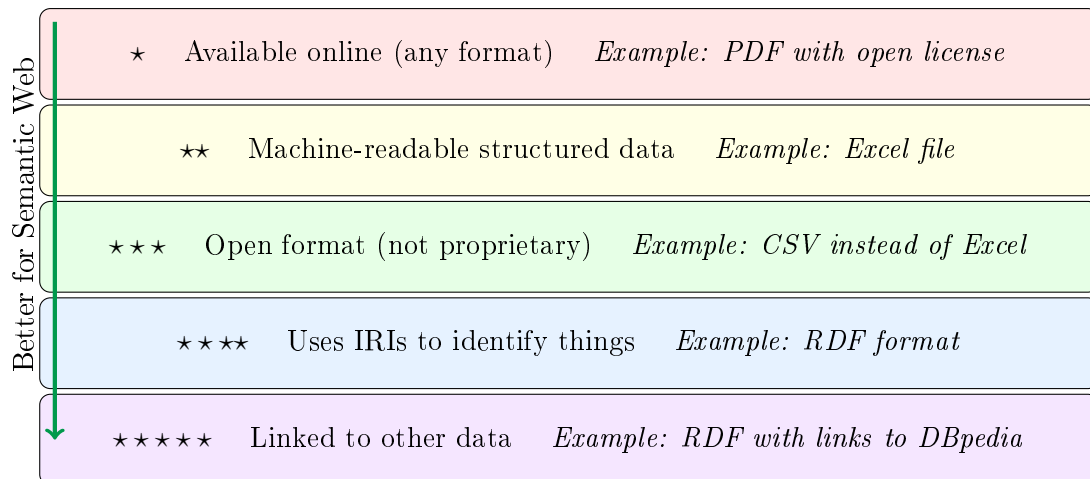 Better for Semantic Web
⋆ Available online (any format) Example: PDF with open license
⋆⋆ Machine-readable structured data Example: Excel file
⋆⋆⋆ Open format (not proprietary) Example: CSV instead of Excel
⋆⋆⋆⋆ Uses IRIs to identify things Example: RDF format
⋆⋆⋆⋆⋆ Linked to other data Example: RDF with links to DBpedia